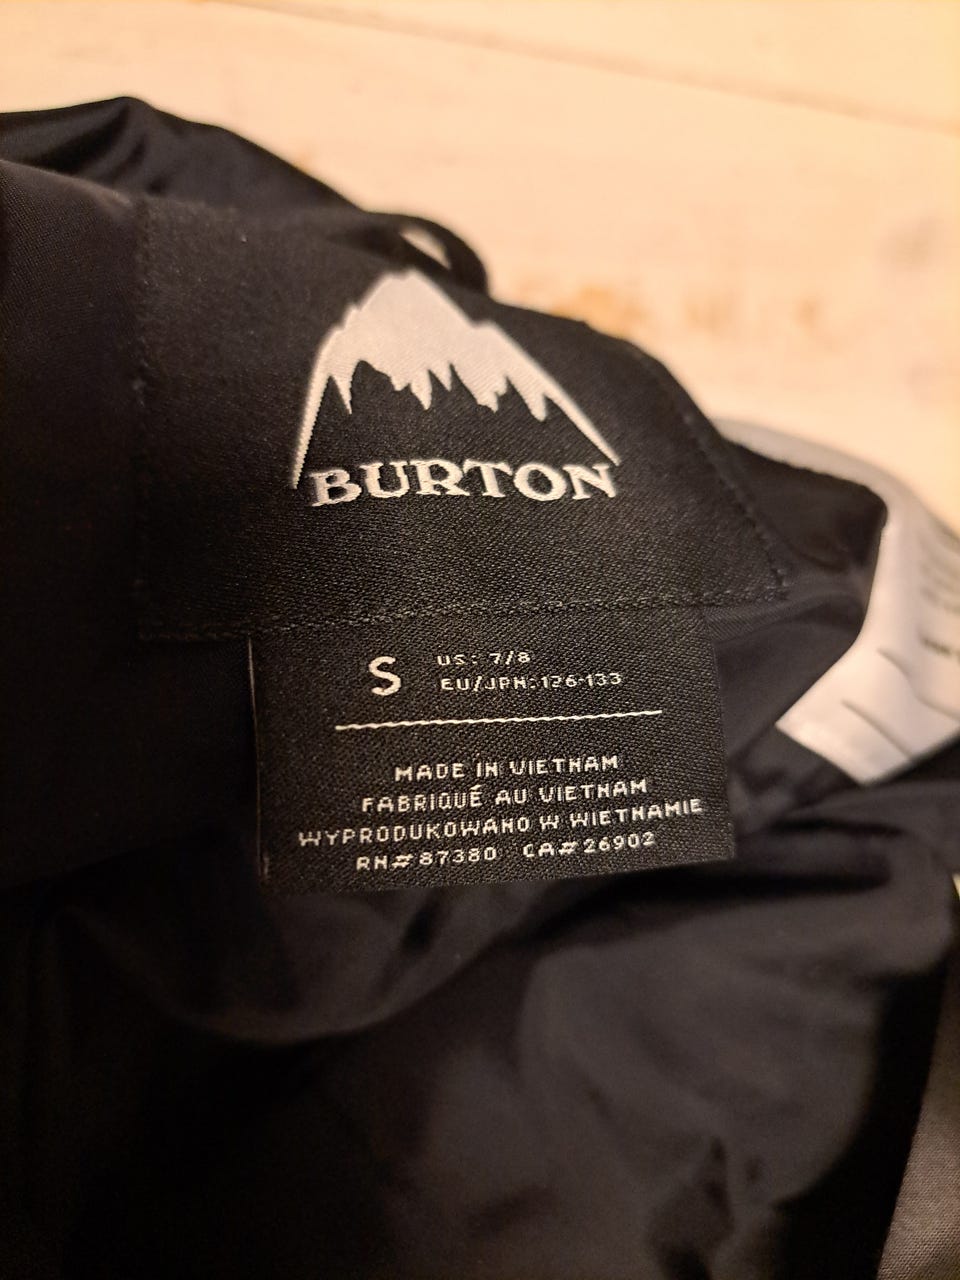 BURTON
S
US: 7/8
EU/JPN: 126-133
MADE IN VIETNAM
FABRIQUÉ AU VIETNAM
WYPRODUKOWANO W WIETNAMIE
RN# 87380 CA# 26902